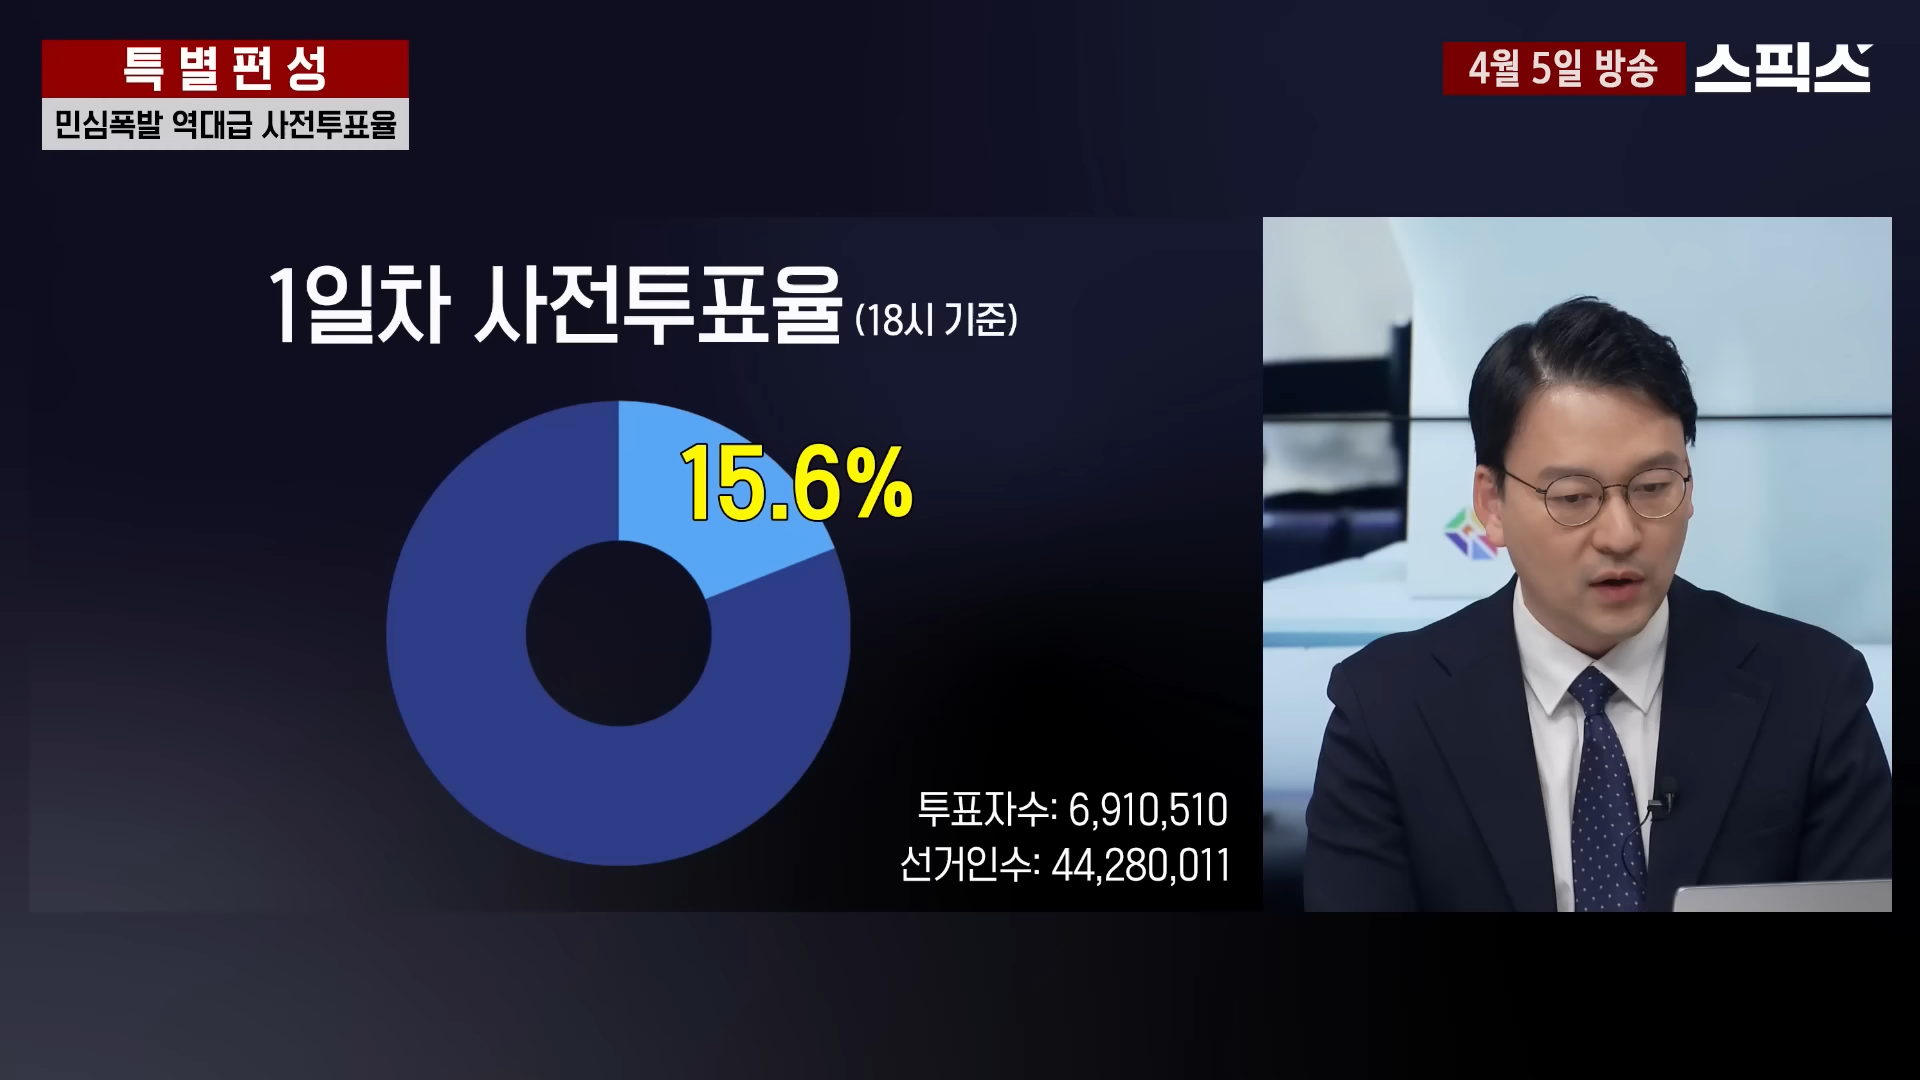 특별편성
민심폭발 역대급 사전투표율
4월 5일 방송 스픽스
1일차 사전투표율 (18시 기준)
15.6%
투표자수: 6,910,510
선거인수: 44,280,011